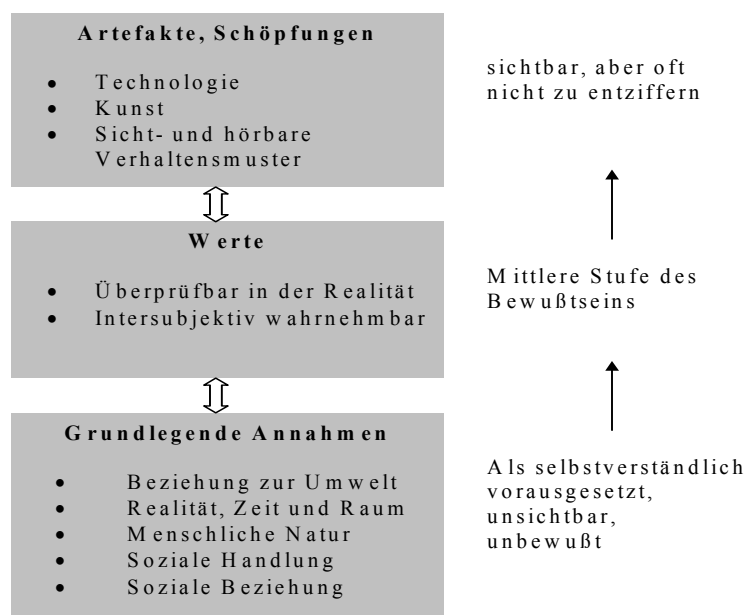 Artefakte, Schöpfungen
• Technologie
• Kunst
• Sicht- und hörbare
Verhaltensmuster
sichtbar, aber oft
nicht zu entziffern
Werte
• Überprüfbar in der Realität
• Intersubjektiv wahrnehmbar
Mittlere Stufe des
Bewußtseins
Grundlegende Annahmen
• Beziehung zur Umwelt
• Realität, Zeit und Raum
• Menschliche Natur
• Soziale Handlung
• Soziale Beziehung
Als selbstverständlich
vorausgesetzt,
unsichtbar,
unbewußt